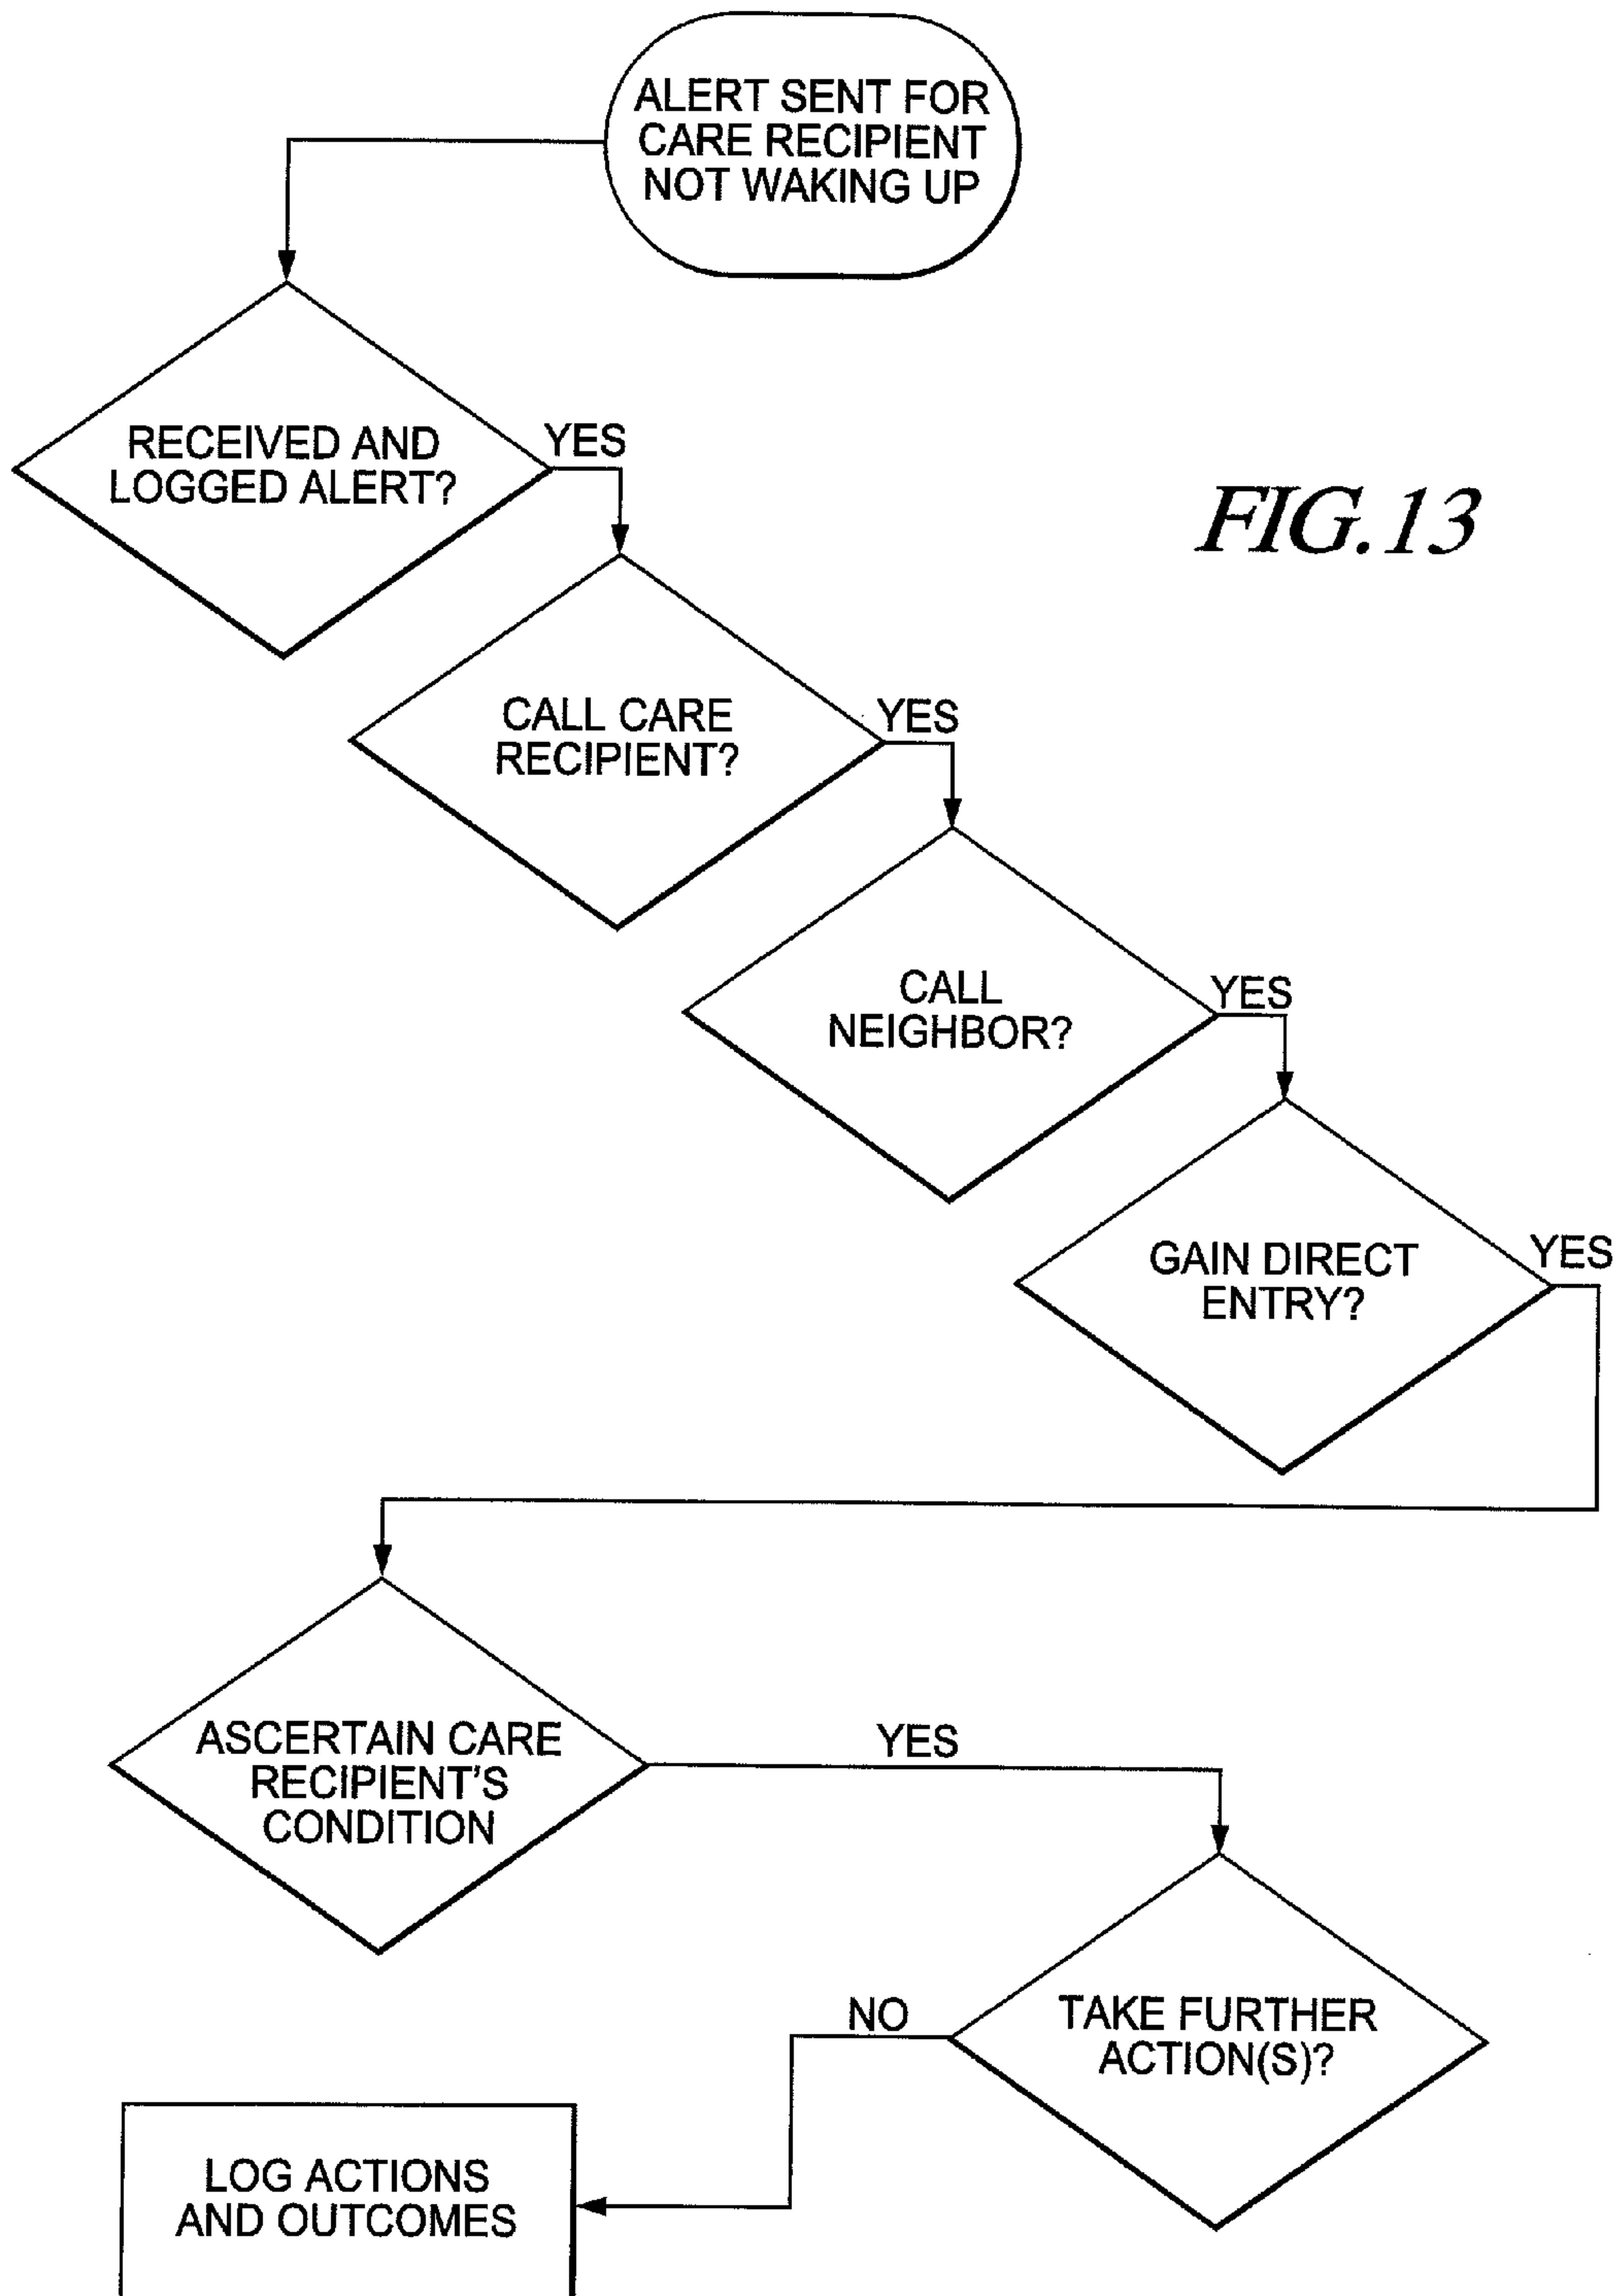 ALERT SENT FOR
CARE RECIPIENT
NOT WAKING UP
RECEIVED AND
LOGGED ALERT?
YES
FIG.13
CALL CARE
RECIPIENT?
YES
CALL
NEIGHBOR?
YES
GAIN DIRECT
ENTRY?
YES
ASCERTAIN CARE
RECIPIENT'S
CONDITION
YES
TAKE FURTHER
ACTION(S)?
NO
LOG ACTIONS
AND OUTCOMES